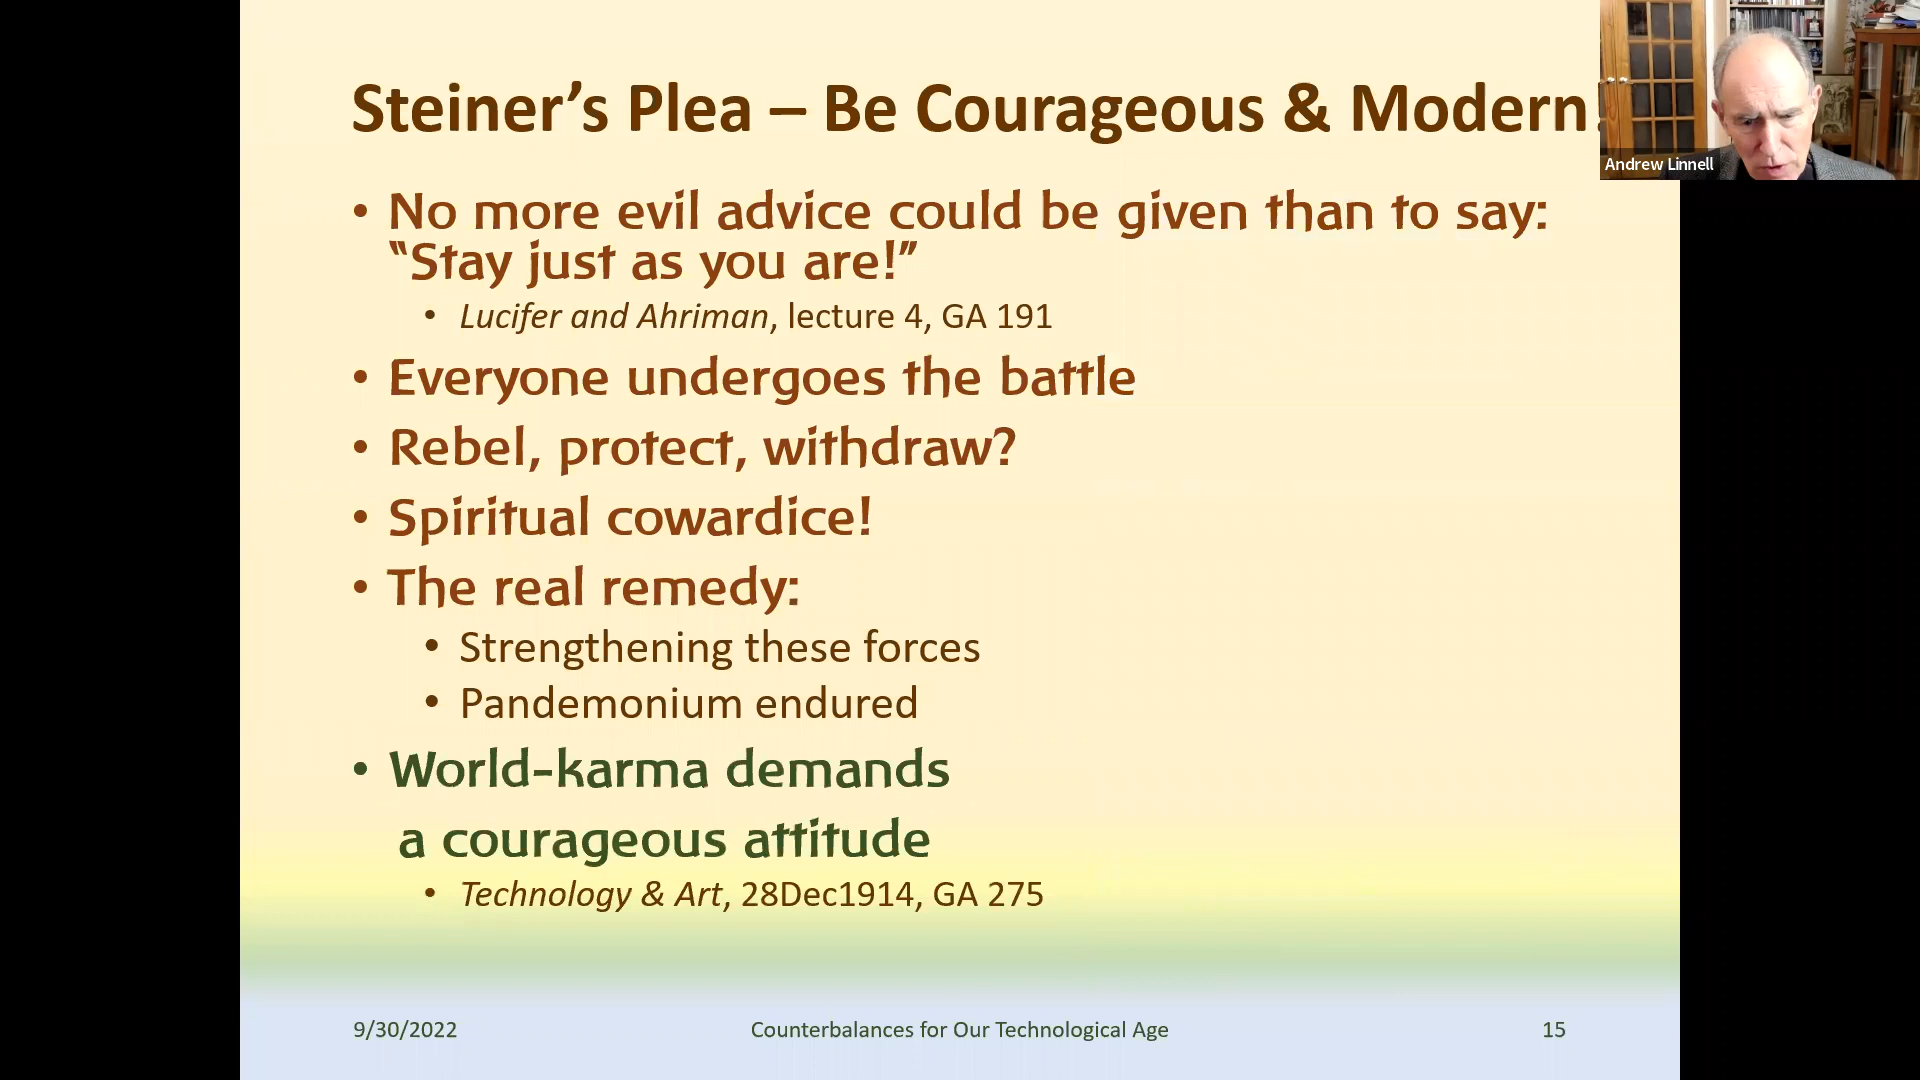 Steiner’s Plea – Be Courageous & Modern!
Andrew Linnell
• No more evil advice could be given than to say:
“Stay just as you are!”
• Lucifer and Ahriman, lecture 4, GA 191
• Everyone undergoes the battle
• Rebel, protect, withdraw?
• Spiritual cowardice!
• The real remedy:
• Strengthening these forces
• Pandemonium endured
• World-karma demands
a courageous attitude
• Technology & Art, 28Dec1914, GA 275
9/30/2022
Counterbalances for Our Technological Age
15